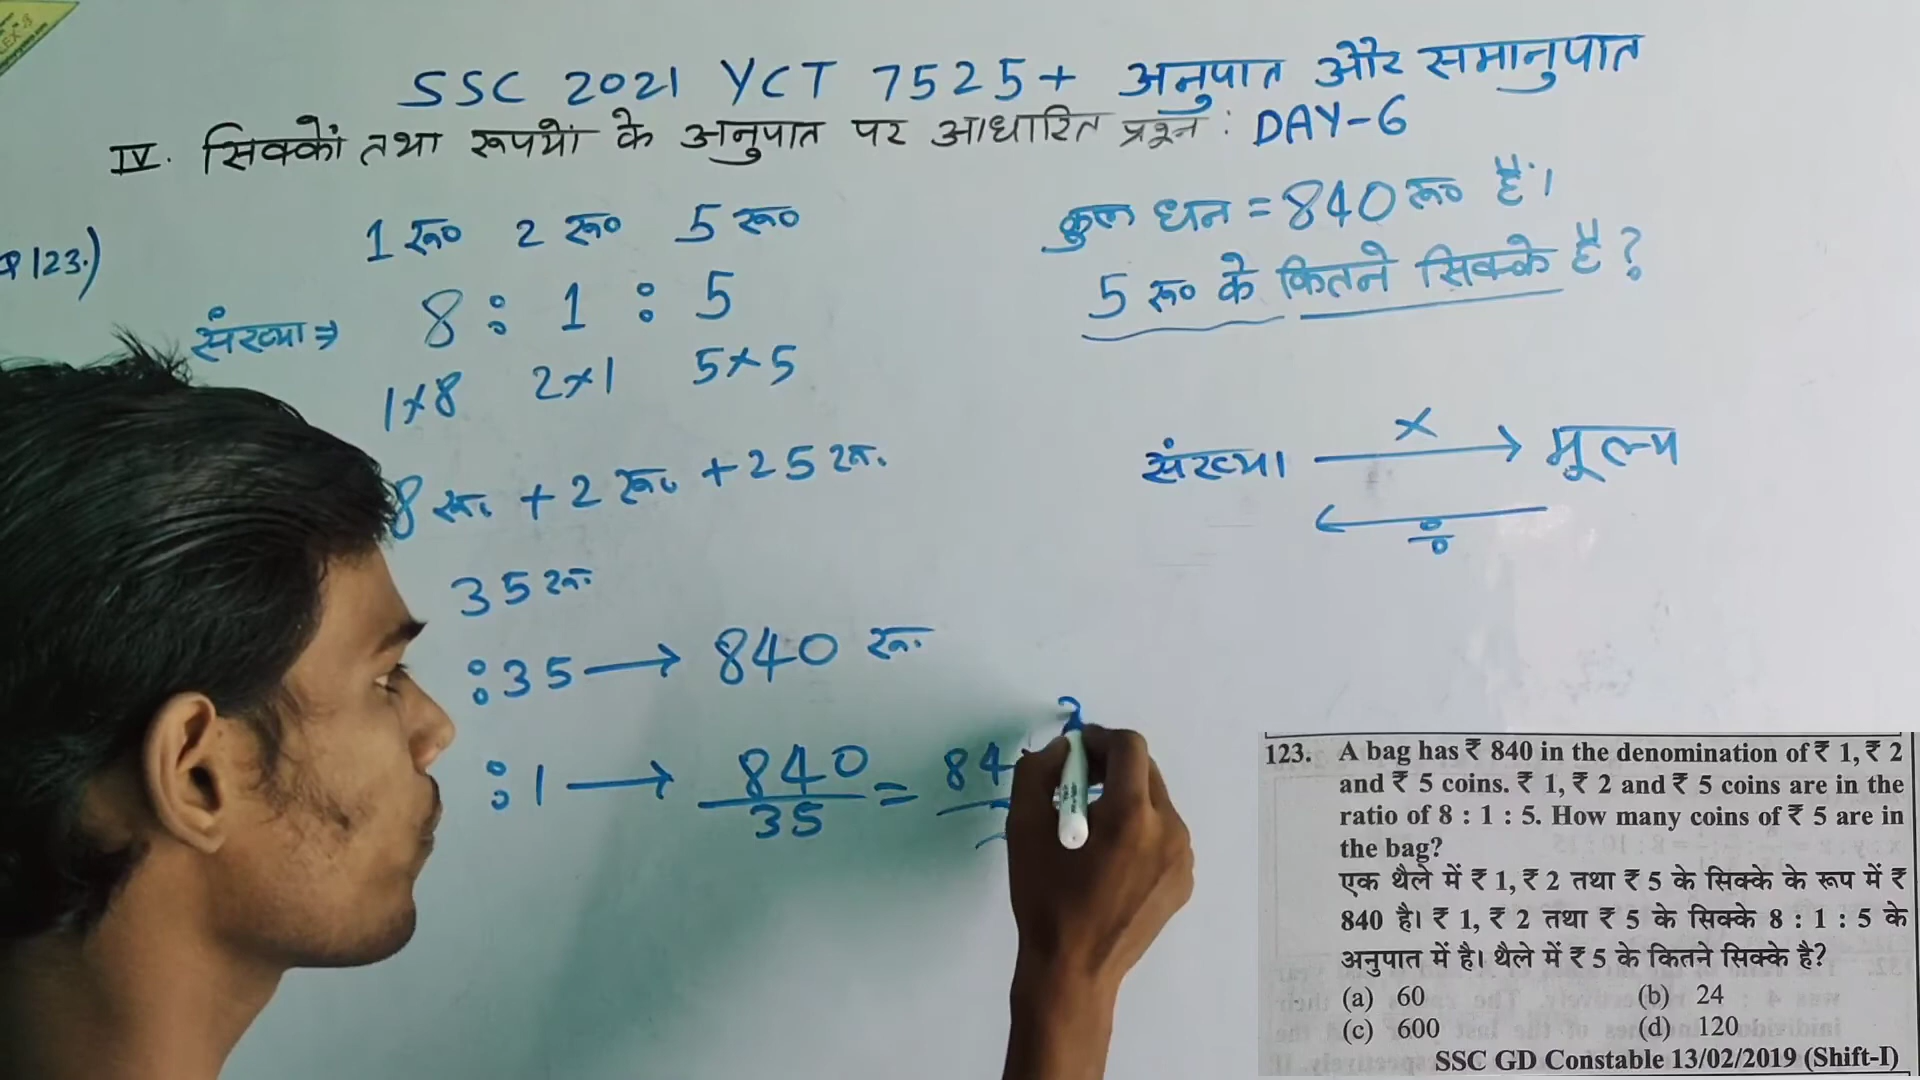 SSC 2021 YCT 7525+ अनुपात और समानुपात
IV. सिक्कों तथा रूपयों के अनुपात पर आधारित प्रश्न : DAY-6
123.)
1 रू० 2 रू० 5 रू०
संख्या ⇒ 8 : 1 : 5
1×8 2×1 5×5
8 रू. + 2 रू. + 25 रू.
35 रू.
: 35 → 840 रू.
: 1 → 840/35 = 84
कुल धन = 840 रू० है।
5 रू० के कितने सिक्के है ?
संख्या × → मूल्य
← ÷
123. A bag has ₹ 840 in the denomination of ₹ 1, ₹ 2
and ₹ 5 coins. ₹ 1, ₹ 2 and ₹ 5 coins are in the
ratio of 8 : 1 : 5. How many coins of ₹ 5 are in
the bag?
एक थैले में ₹ 1, ₹ 2 तथा ₹ 5 के सिक्के के रूप में ₹
840 है। ₹ 1, ₹ 2 तथा ₹ 5 के सिक्के 8 : 1 : 5 के
अनुपात में है। थैले में ₹ 5 के कितने सिक्के है?
(a) 60 (b) 24
(c) 600 (d) 120
SSC GD Constable 13/02/2019 (Shift-I)